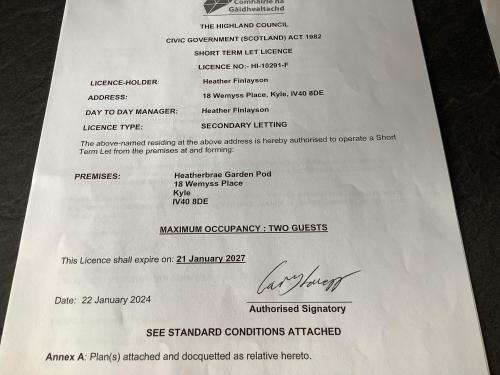 Comhairle na
Gàidhealtachd
THE HIGHLAND COUNCIL
CIVIC GOVERNMENT (SCOTLAND) ACT 1982
SHORT TERM LET LICENCE
LICENCE NO:- HI-10291-F
LICENCE-HOLDER: Heather Finlayson
ADDRESS: 18 Wemyss Place, Kyle, IV40 8DE
DAY TO DAY MANAGER: Heather Finlayson
LICENCE TYPE: SECONDARY LETTING
The above-named residing at the above address is hereby authorised to operate a Short
Term Let from the premises at and forming:
PREMISES: Heatherbrae Garden Pod
18 Wemyss Place
Kyle
IV40 8DE
MAXIMUM OCCUPANCY : TWO GUESTS
This Licence shall expire on: 21 January 2027
Date: 22 January 2024
Authorised Signatory
SEE STANDARD CONDITIONS ATTACHED
Annex A: Plan(s) attached and docquetted as relative hereto.